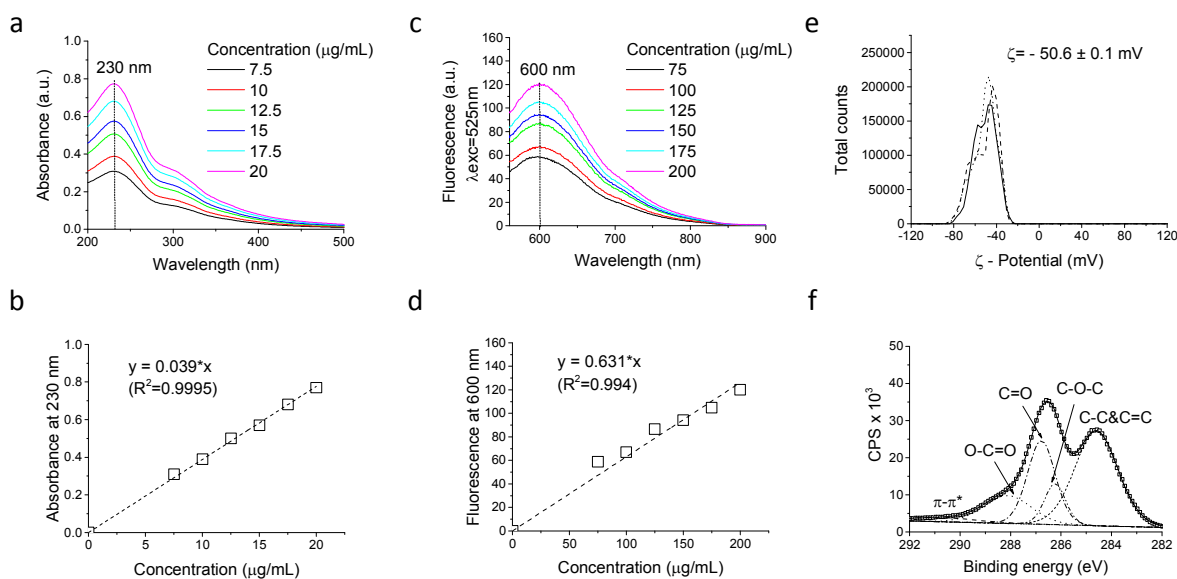 a
1.0
0.8
0.6
0.4
0.2
0.0
200
300
400
500
Absorbance (a.u.)
Wavelength (nm)
230 nm
Concentration (μg/mL)
7.5
10
12.5
15
17.5
20
c
160
140
120
100
80
60
40
20
0
600
700
800
900
Fluorescence (a.u.)
λexc=525nm
Wavelength (nm)
600 nm
Concentration (μg/mL)
75
100
125
150
175
200
e
250000
200000
150000
100000
50000
0
-120
-80
-40
0
40
80
120
Total counts
ζ - Potential (mV)
ζ= - 50.6 ± 0.1 mV
b
1.0
0.8
0.6
0.4
0.2
0.0
0
5
10
15
20
Absorbance at 230 nm
Concentration (μg/mL)
y = 0.039*x
(R²=0.9995)
d
160
140
120
100
80
60
40
20
0
0
50
100
150
200
Fluorescence at 600 nm
Concentration (μg/mL)
y = 0.631*x
(R²=0.994)
f
50
40
30
20
10
0
292
290
288
286
284
282
CPS x 10³
Binding energy (eV)
C=O
C-O-C
C-C&C=C
O-C=O
π-π*